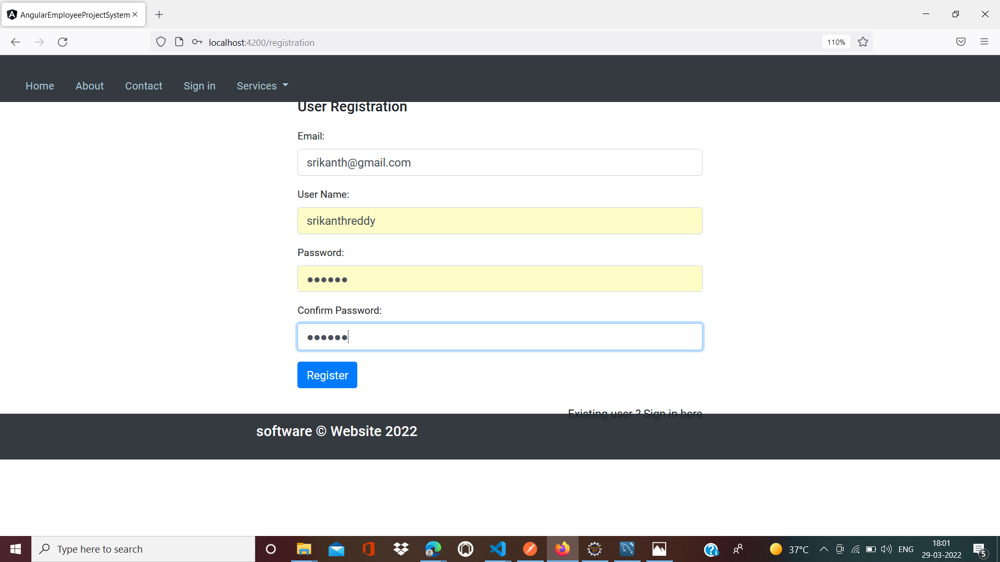 AngularEmployeeProjectSystem
localhost:4200/registration
110%
Home About Contact Sign in Services
User Registration
Email:
srikanth@gmail.com
User Name:
srikanthreddy
Password:
●●●●●●
Confirm Password:
●●●●●●
Register
Existing user ? Sign in here
software © Website 2022
Type here to search
37°C
ENG
18:01
29-03-2022
5